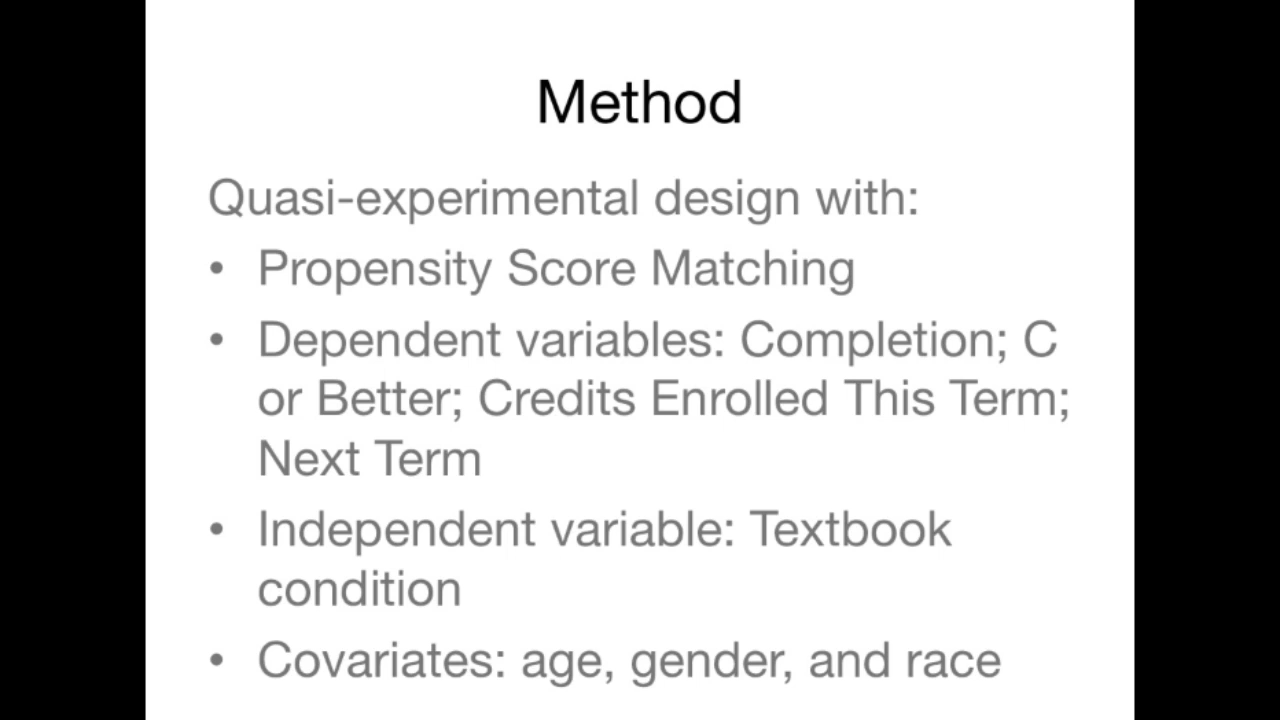 Method
Quasi-experimental design with:
• Propensity Score Matching
• Dependent variables: Completion; C
or Better; Credits Enrolled This Term;
Next Term
• Independent variable: Textbook
condition
• Covariates: age, gender, and race